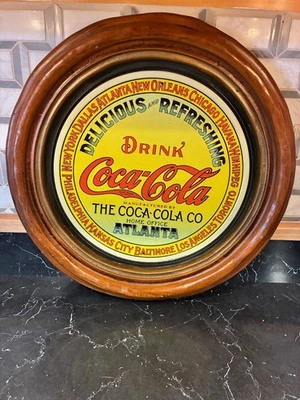 NEW YORK DALLAS ATLANTA NEW ORLEANS CHICAGO HAVANA WINNIPEG
DELICIOUS AND REFRESHING
DRINK
Coca-Cola
MANUFACTURED BY
THE COCA-COLA CO
HOME OFFICE
ATLANTA
PHILADELPHIA KANSAS CITY BALTIMORE LOS ANGELES TORONTO